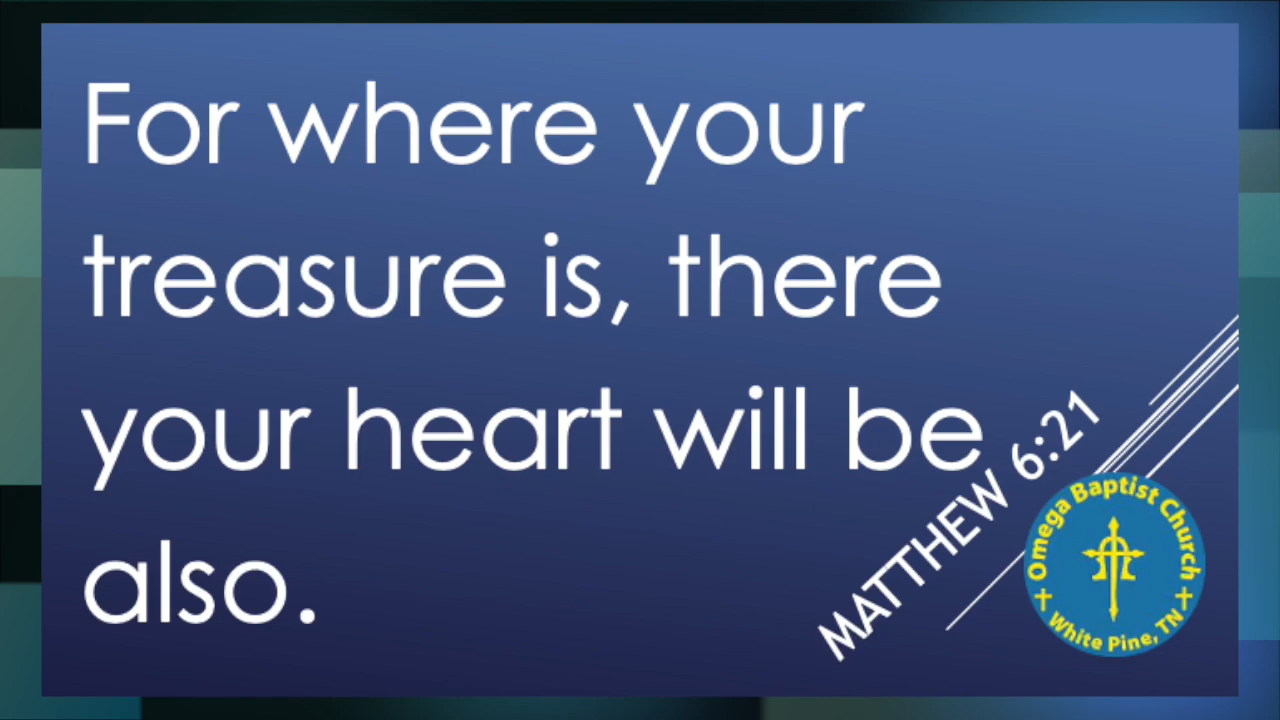 For where your
treasure is, there
your heart will be
also.
MATTHEW 6:21
Omega Baptist Church
White Pine, TN